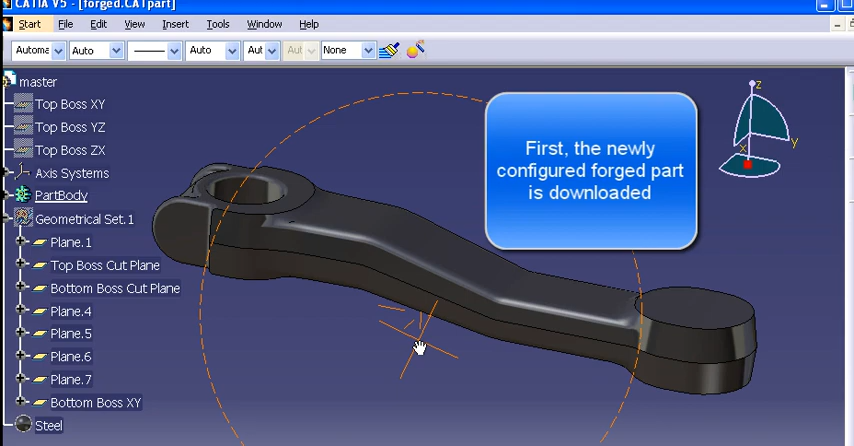 CATIA V5 - [forged.CATpart]
Start File Edit View Insert Tools Window Help
Automa Auto Auto Aut Aut None
master
Top Boss XY
Top Boss YZ
Top Boss ZX
Axis Systems
PartBody
Geometrical Set.1
Plane.1
Top Boss Cut Plane
Bottom Boss Cut Plane
Plane.4
Plane.5
Plane.6
Plane.7
Bottom Boss XY
Steel
First, the newly
configured forged part
is downloaded
z
y
x